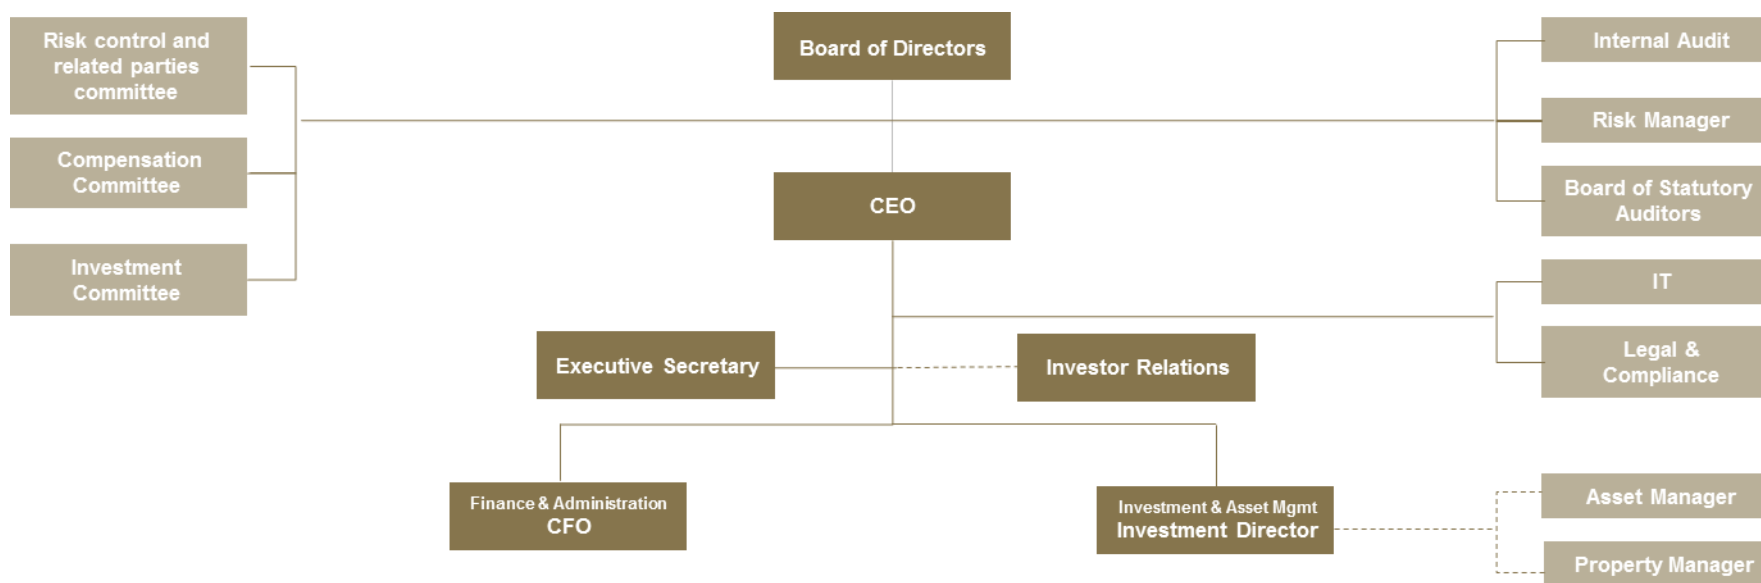 Risk control and
related parties
committee
Compensation
Committee
Investment
Committee
Board of Directors
CEO
Executive Secretary
Investor Relations
Finance & Administration
CFO
Investment & Asset Mgmt
Investment Director
Internal Audit
Risk Manager
Board of Statutory
Auditors
IT
Legal &
Compliance
Asset Manager
Property Manager